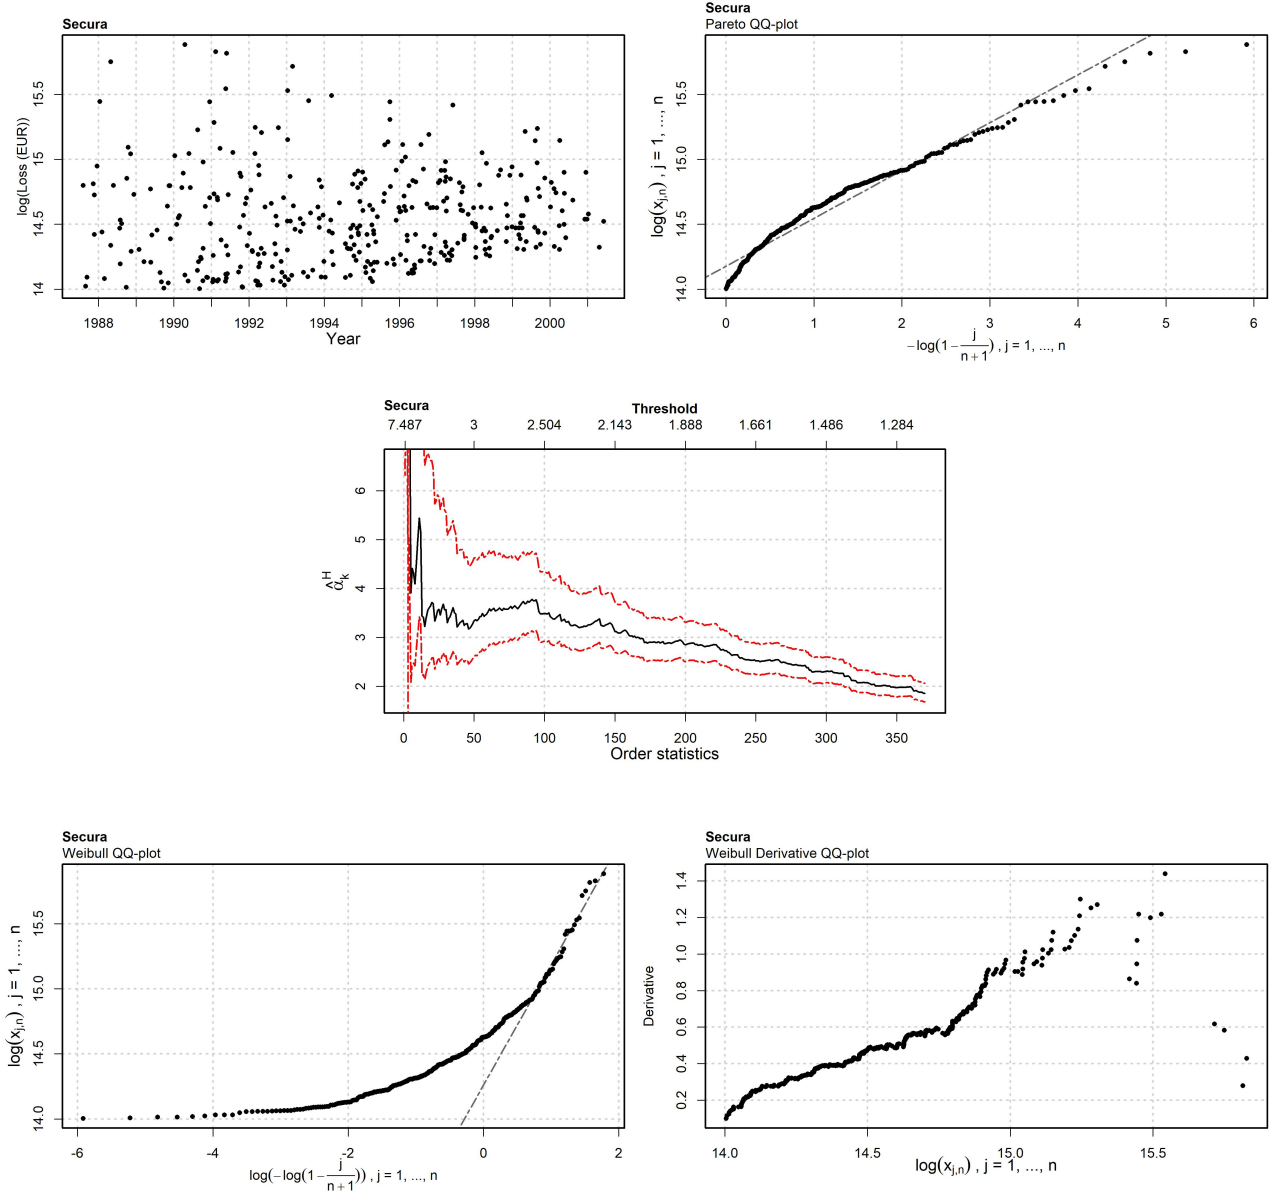 Secura
log(Loss (EUR))
15.5
15
14.5
14
1988 1990 1992 1994 1996 1998 2000
Year
Secura
Pareto QQ-plot
log(x_{j,n}) , j = 1, ..., n
15.5
15.0
14.5
14.0
0 1 2 3 4 5 6
−log(1−j/(n+1)) , j = 1, ..., n
Secura
Threshold
7.487 3 2.504 2.143 1.888 1.661 1.486 1.284
α̂_k^H
6
5
4
3
2
0 50 100 150 200 250 300 350
Order statistics
Secura
Weibull QQ-plot
log(x_{j,n}) , j = 1, ..., n
15.5
15.0
14.5
14.0
-6 -4 -2 0 2
log(−log(1−j/(n+1))) , j = 1, ..., n
Secura
Weibull Derivative QQ-plot
Derivative
1.4
1.2
1.0
0.8
0.6
0.4
0.2
14.0 14.5 15.0 15.5
log(x_{j,n}) , j = 1, ..., n